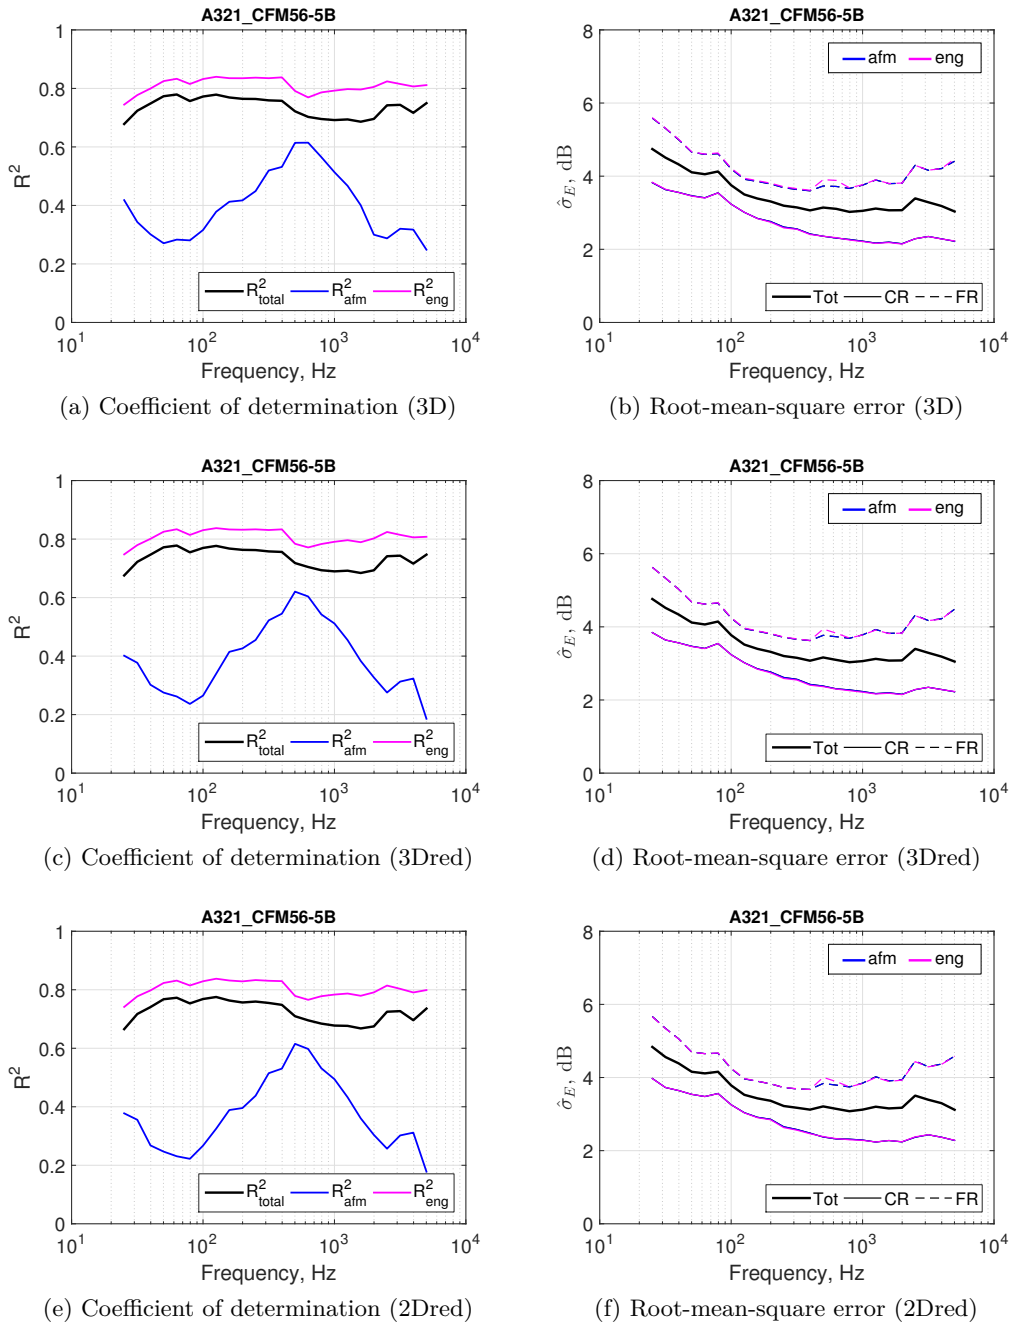 A321_CFM56-5B
A321_CFM56-5B
1
0.8
0.6
0.4
0.2
0
R²
R²total R²afm R²eng
10¹ 10² 10³ 10⁴
Frequency, Hz
8
6
4
2
0
σ̂_E, dB
afm eng
Tot CR FR
10¹ 10² 10³ 10⁴
Frequency, Hz
(a) Coefficient of determination (3D)
(b) Root-mean-square error (3D)
A321_CFM56-5B
A321_CFM56-5B
1
0.8
0.6
0.4
0.2
0
R²
R²total R²afm R²eng
10¹ 10² 10³ 10⁴
Frequency, Hz
8
6
4
2
0
σ̂_E, dB
afm eng
Tot CR FR
10¹ 10² 10³ 10⁴
Frequency, Hz
(c) Coefficient of determination (3Dred)
(d) Root-mean-square error (3Dred)
A321_CFM56-5B
A321_CFM56-5B
1
0.8
0.6
0.4
0.2
0
R²
R²total R²afm R²eng
10¹ 10² 10³ 10⁴
Frequency, Hz
8
6
4
2
0
σ̂_E, dB
afm eng
Tot CR FR
10¹ 10² 10³ 10⁴
Frequency, Hz
(e) Coefficient of determination (2Dred)
(f) Root-mean-square error (2Dred)